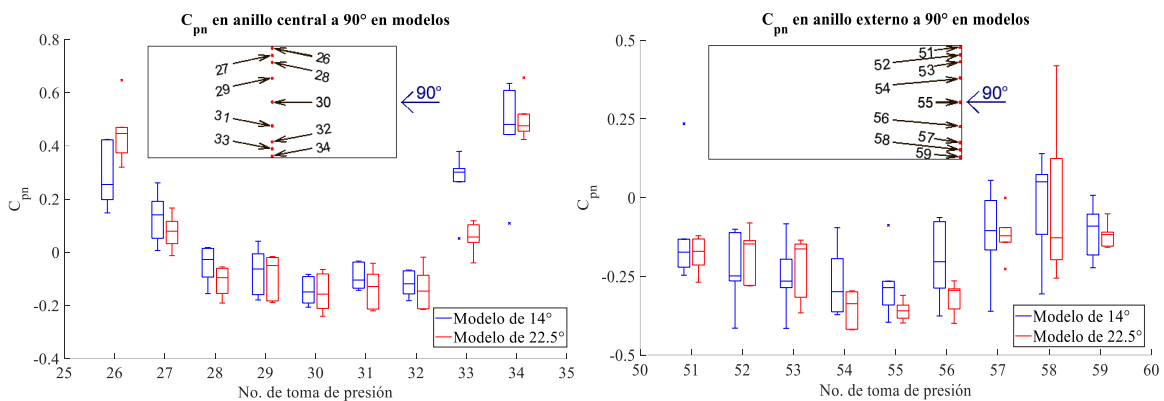 C_pn en anillo central a 90° en modelos
0.8
0.6
0.4
0.2
0
-0.2
-0.4
C_pn
25 26 27 28 29 30 31 32 33 34 35
No. de toma de presión
27 26
28
29
30
31 32
33 34
90°
Modelo de 14°
Modelo de 22.5°
C_pn en anillo externo a 90° en modelos
0.5
0
-0.5
C_pn
50 51 52 53 54 55 56 57 58 59 60
No. de toma de presión
51
52
53
54
55
56
57
58
59
90°
Modelo de 14°
Modelo de 22.5°